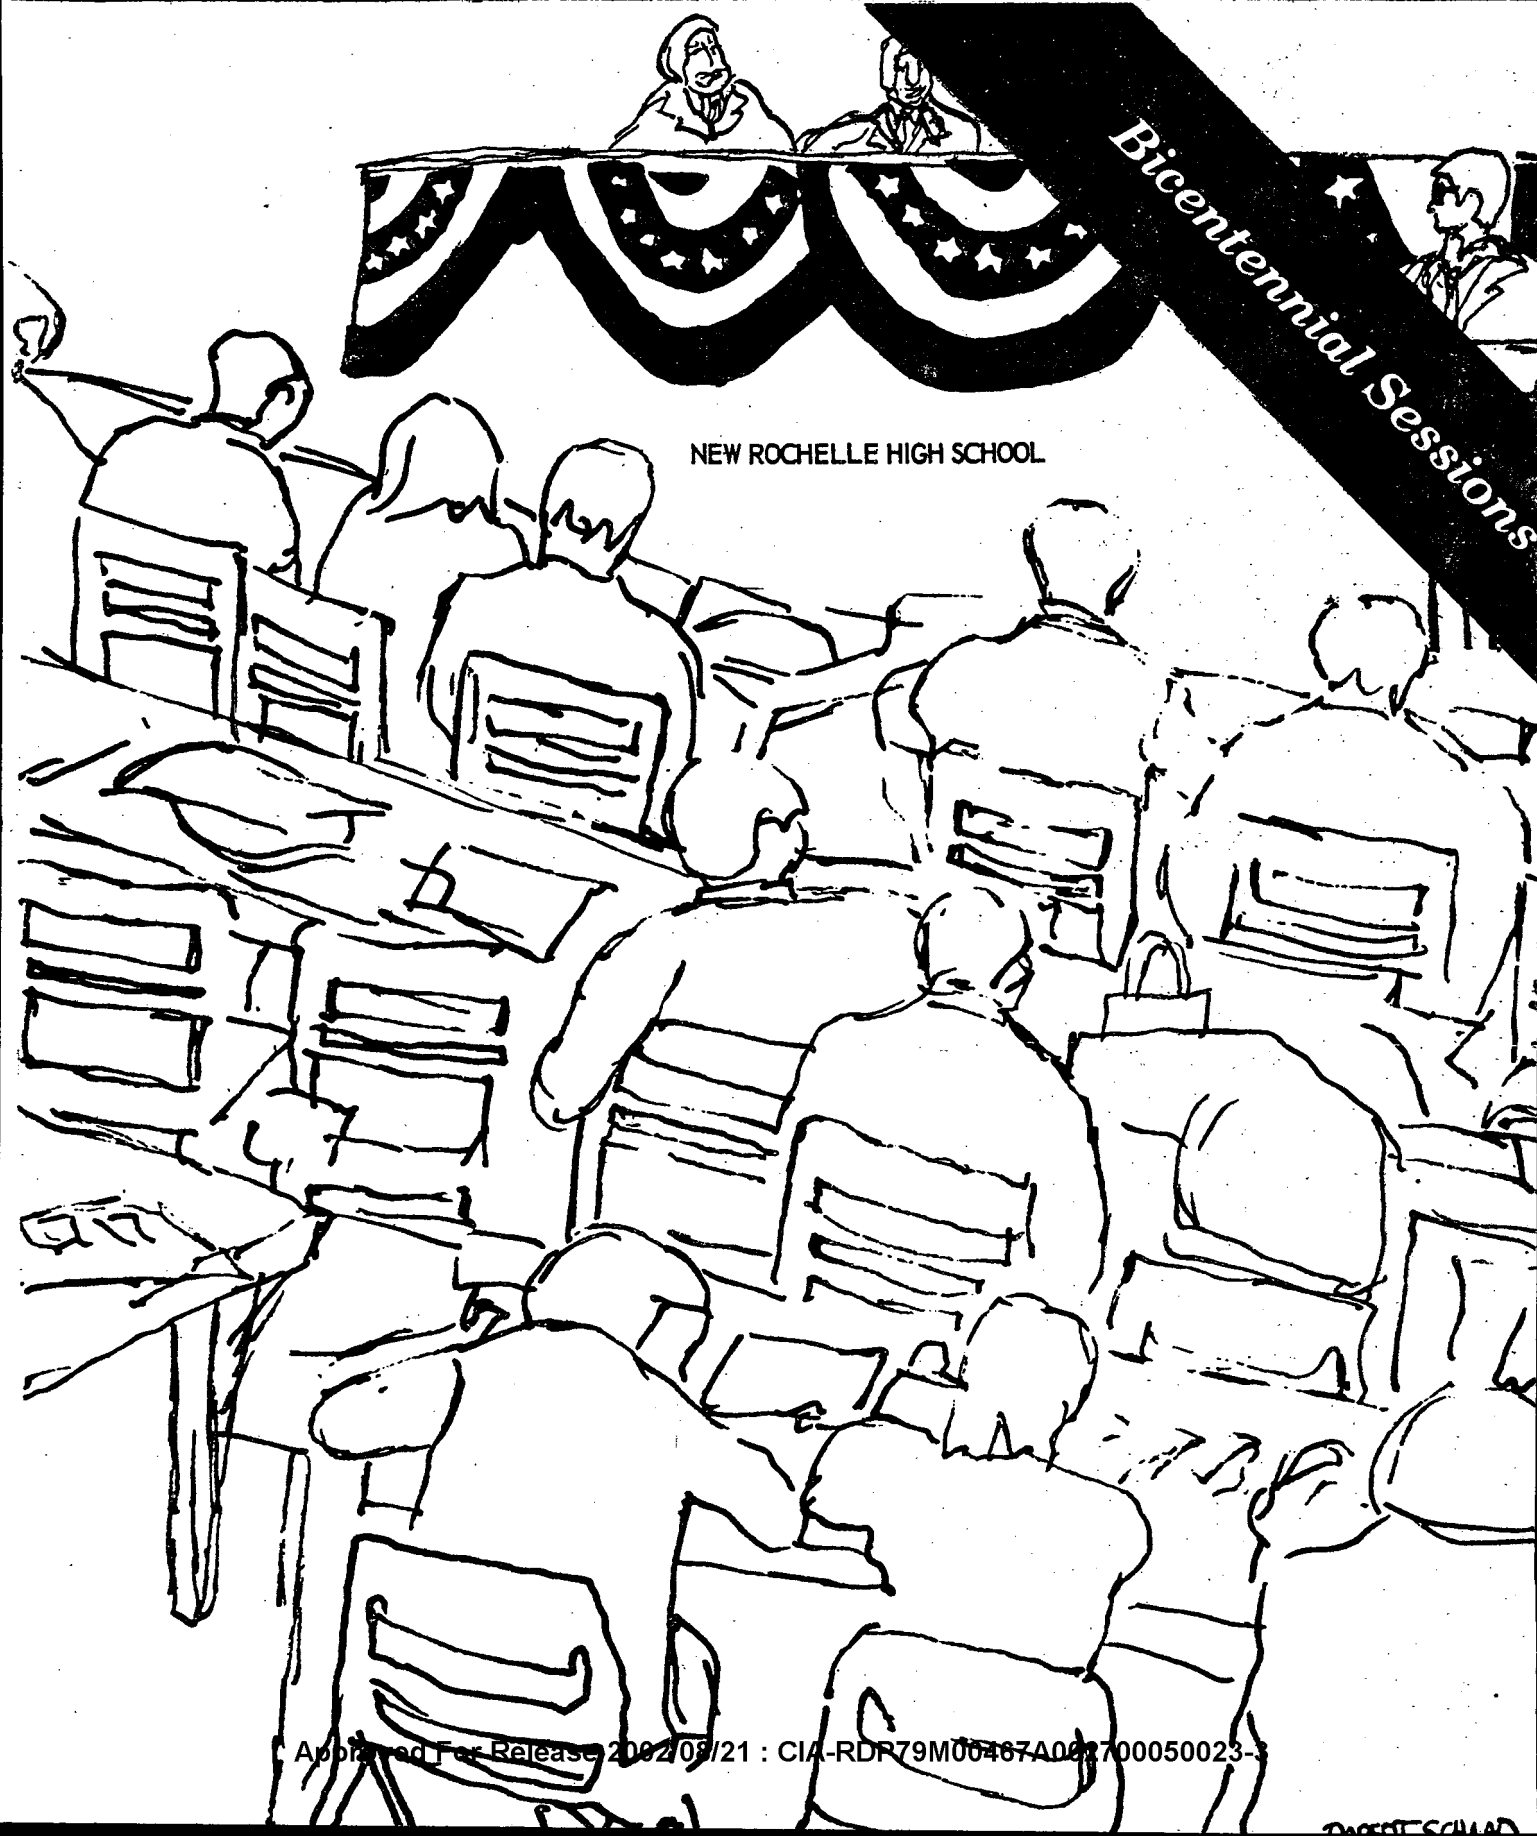 Bicentennial Sessions
NEW ROCHELLE HIGH SCHOOL
Approved For Release 2002/08/21 : CIA-RDP79M00467A002700050023-3